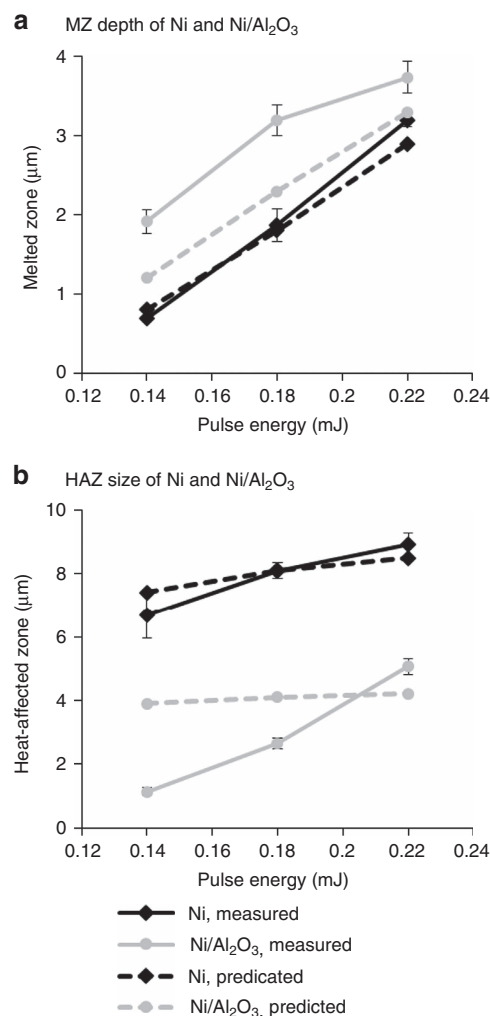 a MZ depth of Ni and Ni/Al₂O₃
4
3
2
1
0
Melted zone (μm)
0.12 0.14 0.16 0.18 0.2 0.22 0.24
Pulse energy (mJ)
b HAZ size of Ni and Ni/Al₂O₃
10
8
6
4
2
0
Heat-affected zone (μm)
0.12 0.14 0.16 0.18 0.2 0.22 0.24
Pulse energy (mJ)
Ni, measured
Ni/Al₂O₃, measured
Ni, predicated
Ni/Al₂O₃, predicted